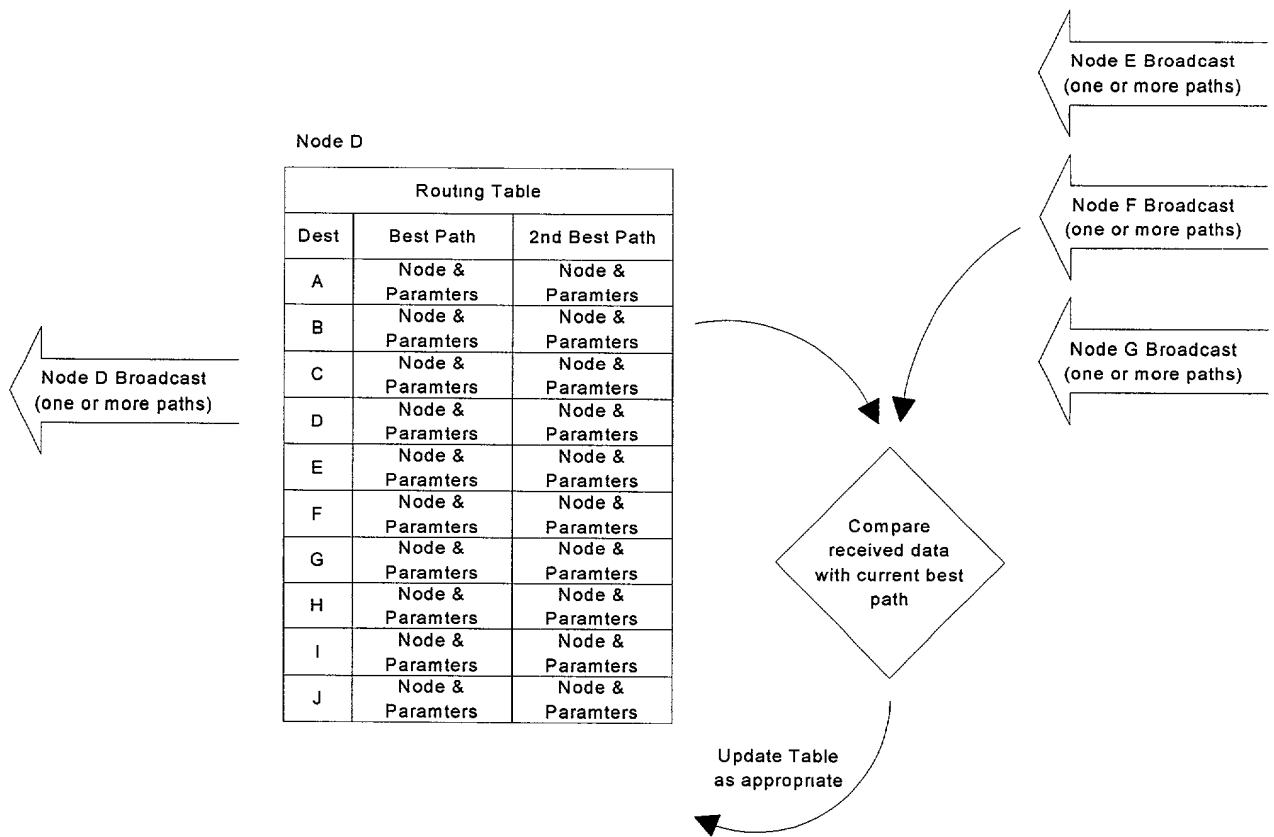 Node E Broadcast
(one or more paths)
Node F Broadcast
(one or more paths)
Node G Broadcast
(one or more paths)
Node D
Routing Table
Dest Best Path 2nd Best Path
A Node & Node &
Paramters Paramters
B Node & Node &
Paramters Paramters
C Node & Node &
Paramters Paramters
D Node & Node &
Paramters Paramters
E Node & Node &
Paramters Paramters
F Node & Node &
Paramters Paramters
G Node & Node &
Paramters Paramters
H Node & Node &
Paramters Paramters
I Node & Node &
Paramters Paramters
J Node & Node &
Paramters Paramters
Node D Broadcast
(one or more paths)
Compare
received data
with current best
path
Update Table
as appropriate